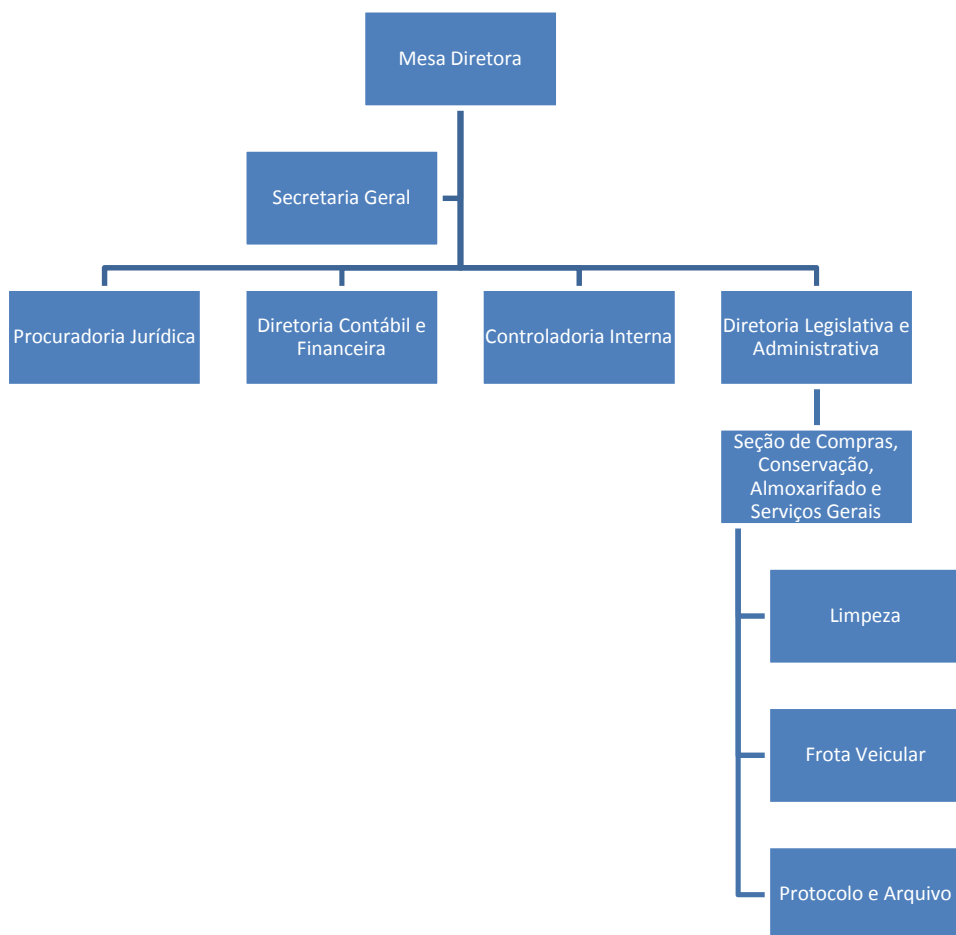 Mesa Diretora
Secretaria Geral
Procuradoria Jurídica
Diretoria Contábil e
Financeira
Controladoria Interna
Diretoria Legislativa e
Administrativa
Seção de Compras,
Conservação,
Almoxarifado e
Serviços Gerais
Limpeza
Frota Veicular
Protocolo e Arquivo